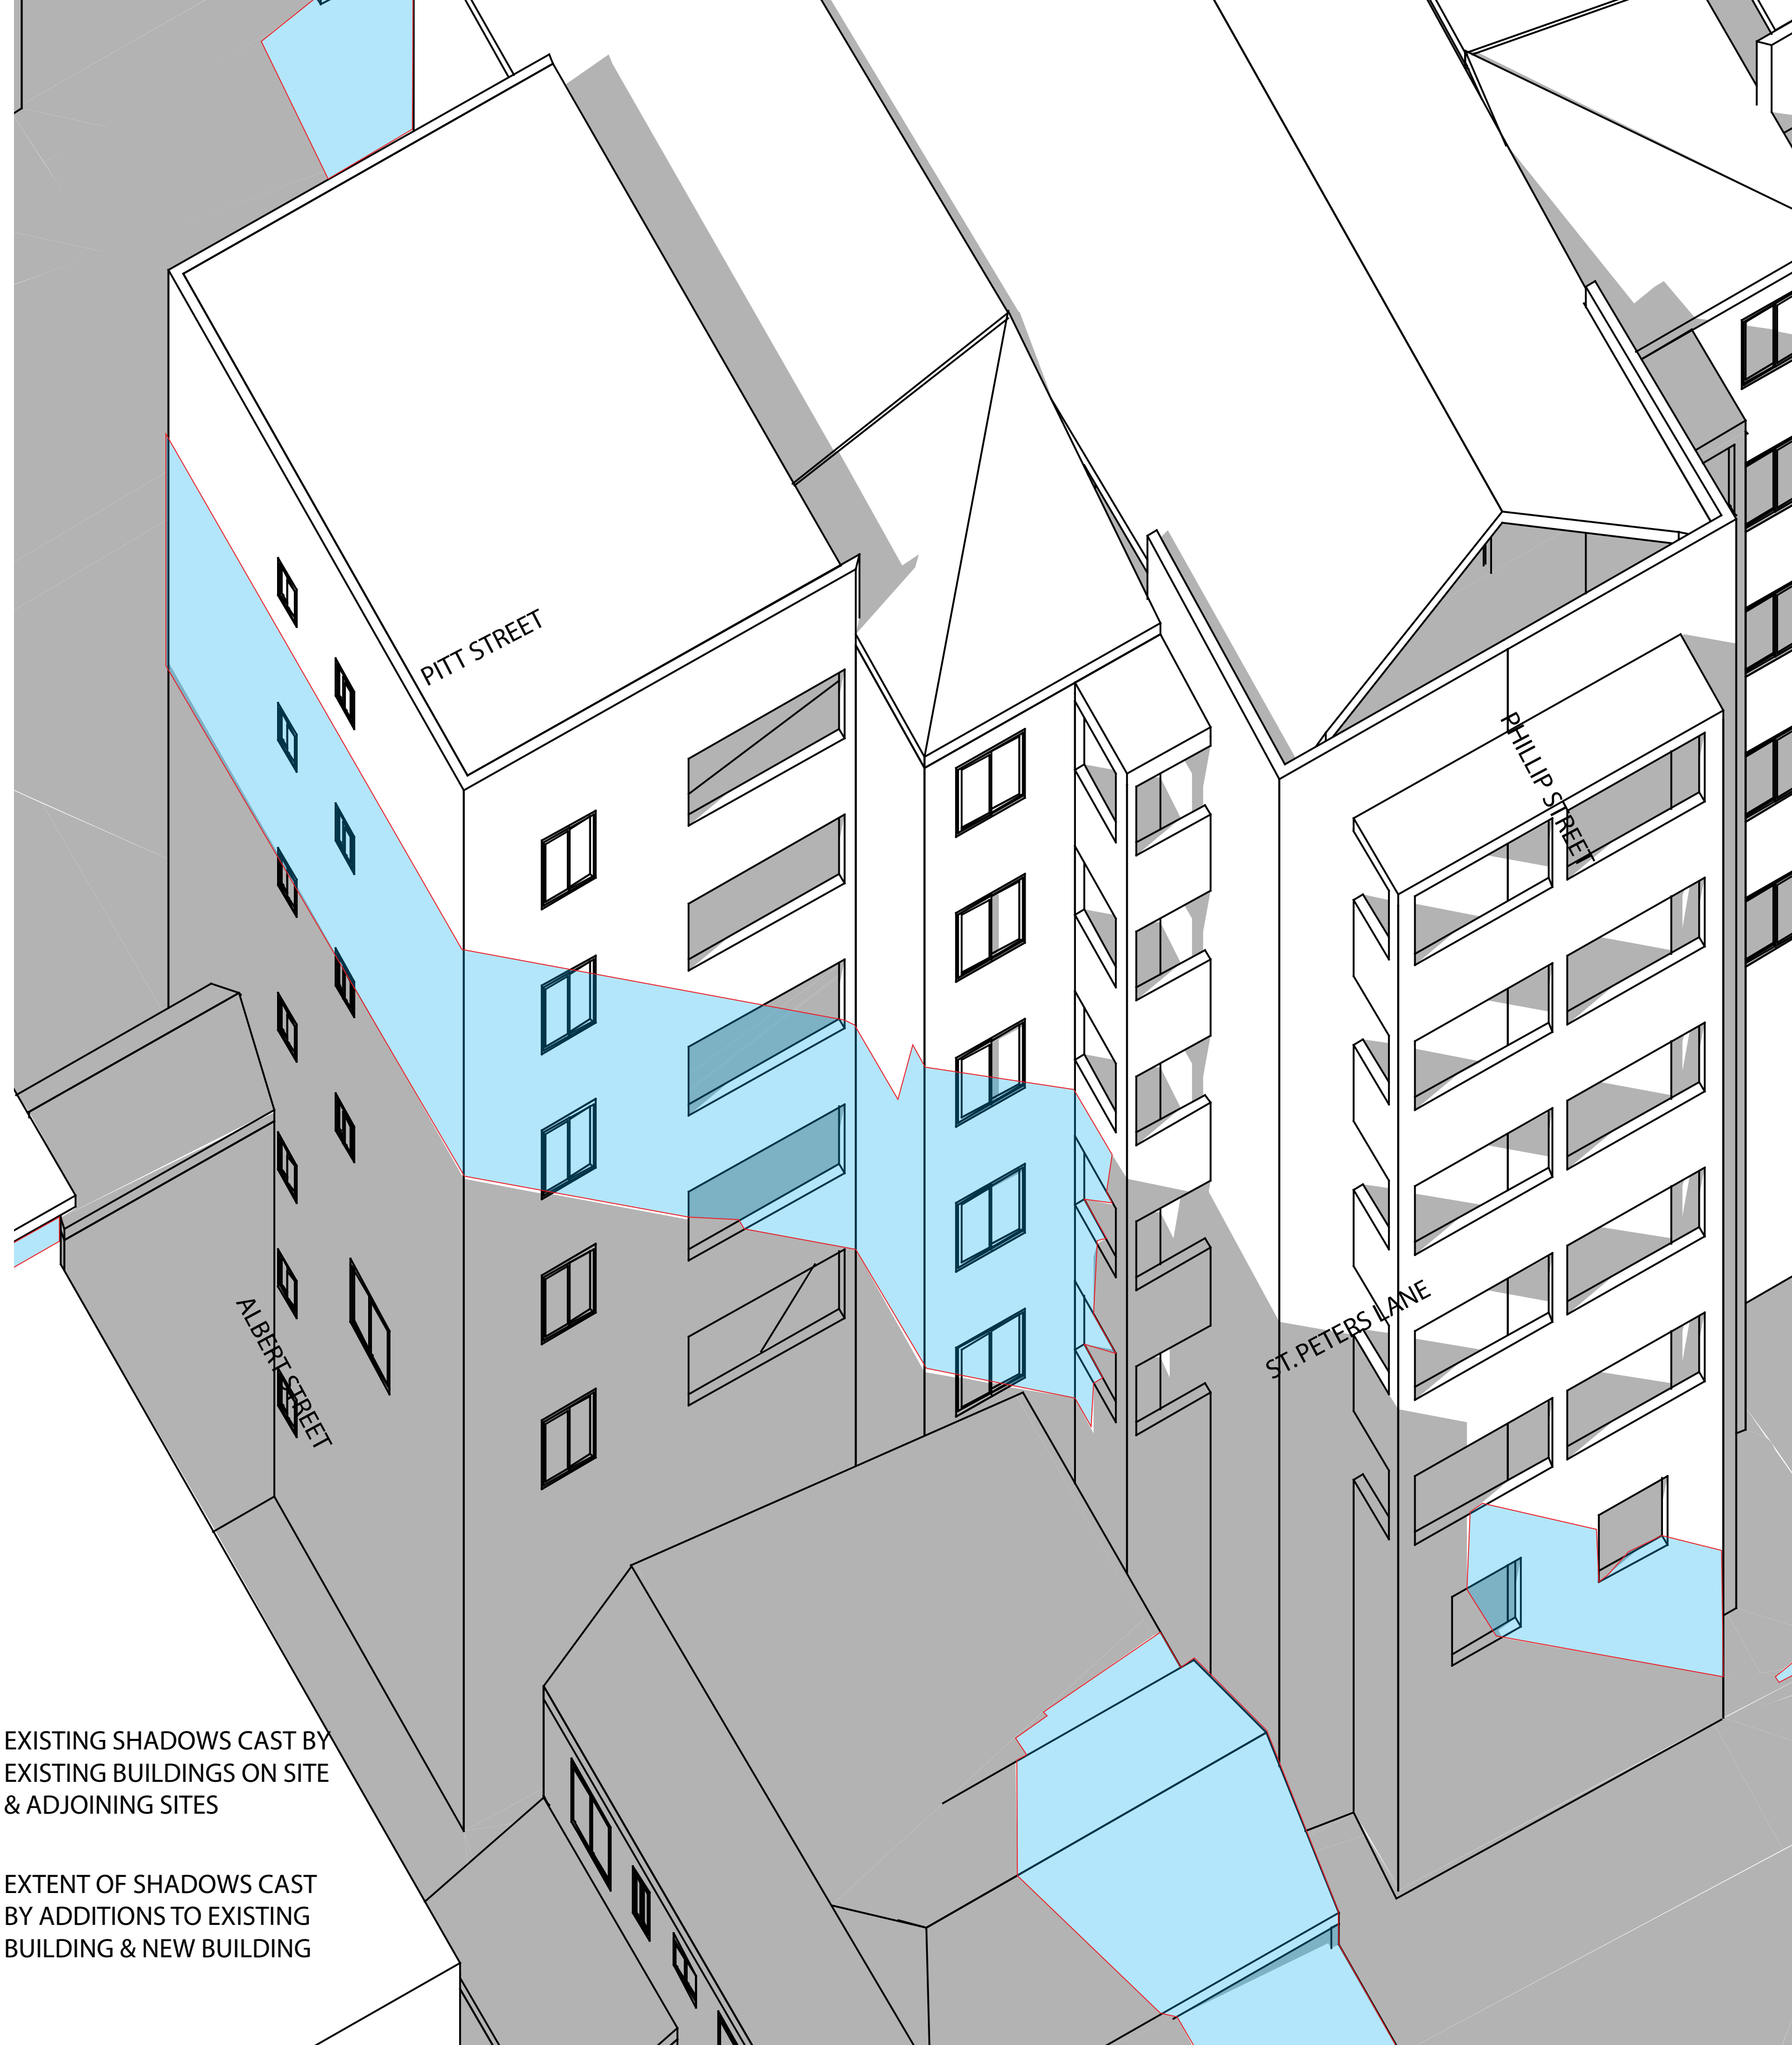 PITT STREET
PHILLIP STREET
ST. PETERS LANE
ALBERT STREET
EXISTING SHADOWS CAST BY
EXISTING BUILDINGS ON SITE
& ADJOINING SITES
EXTENT OF SHADOWS CAST
BY ADDITIONS TO EXISTING
BUILDING & NEW BUILDING